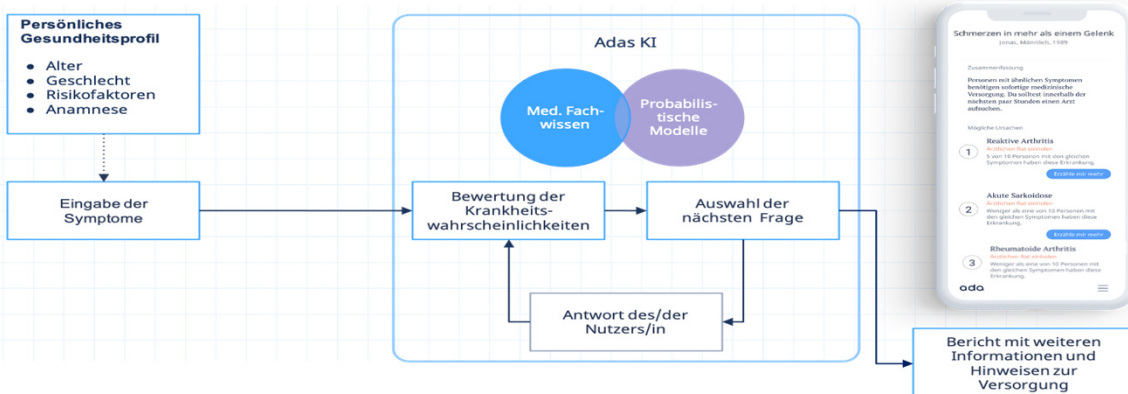 Persönliches
Gesundheitsprofil
● Alter
● Geschlecht
● Risikofaktoren
● Anamnese
Eingabe der
Symptome
Adas KI
Med. Fach-
wissen
Probabilis-
tische
Modelle
Bewertung der
Krankheits-
wahrscheinlichkeiten
Auswahl der
nächsten Frage
Antwort des/der
Nutzers/in
Bericht mit weiteren
Informationen und
Hinweisen zur
Versorgung
Schmerzen in mehr als einem Gelenk
Jonas, Männlich, 1989
Zusammenfassung
Personen mit ähnlichen Symptomen
benötigen sofortige medizinische
Versorgung. Du solltest innerhalb der
nächsten paar Stunden einen Arzt
aufsuchen.
Mögliche Ursachen
1
Reaktive Arthritis
Ärztlichen Rat einholen
5 von 10 Personen mit den gleichen
Symptomen haben diese Erkrankung.
Erzähle mir mehr
2
Akute Sarkoidose
Ärztlichen Rat einholen
Weniger als eine von 10 Personen mit
den gleichen Symptomen haben diese
Erkrankung.
Erzähle mir mehr
3
Rheumatoide Arthritis
Ärztlichen Rat einholen
Weniger als eine von 10 Personen mit
den gleichen Symptomen haben diese
Erkrankung.
ada